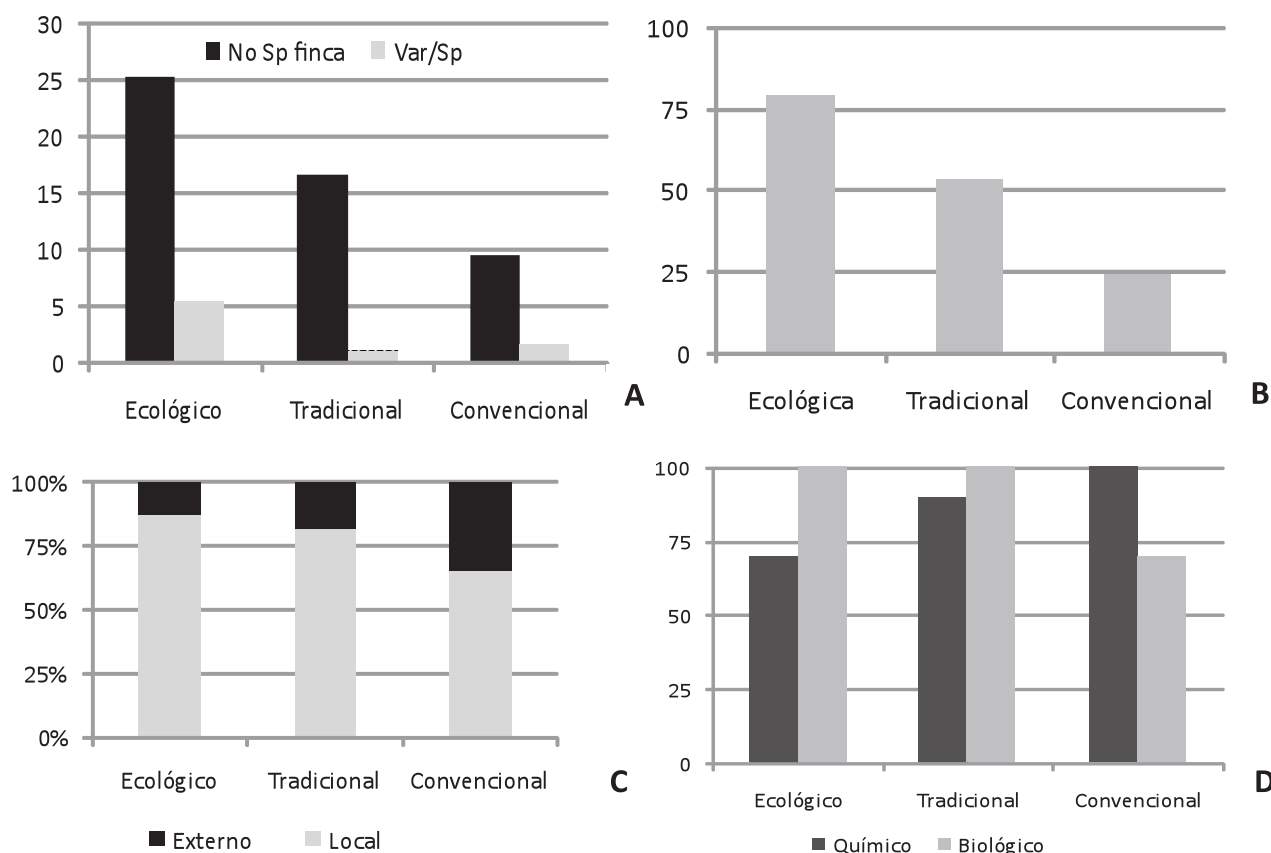 30
No Sp finca Var/Sp
25
20
15
10
5
0
Ecológico Tradicional Convencional
A
100
75
50
25
0
Ecológica Tradicional Convencional
B
100%
75%
50%
25%
0%
Ecológico Tradicional Convencional
C
Externo Local
100
75
50
25
0
Ecológico Tradicional Convencional
D
Químico Biológico